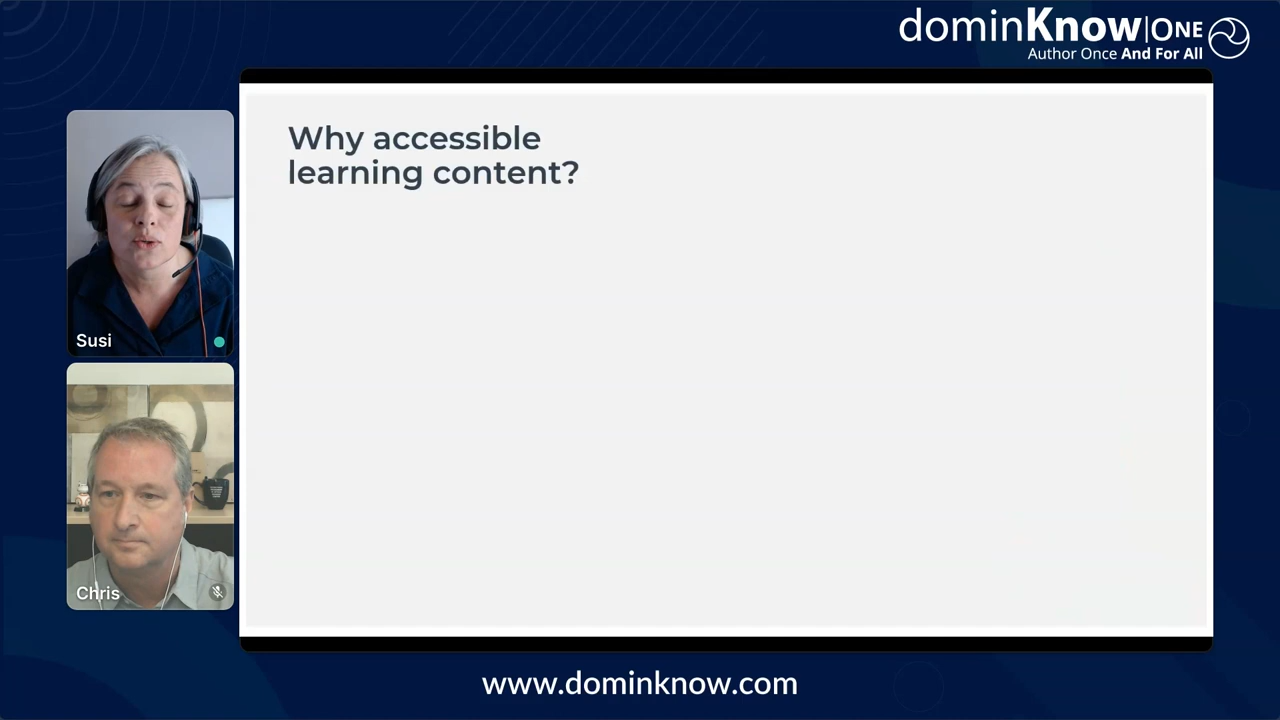 dominKnow|ONE
Author Once And For All
Why accessible
learning content?
Susi
Chris
www.dominknow.com